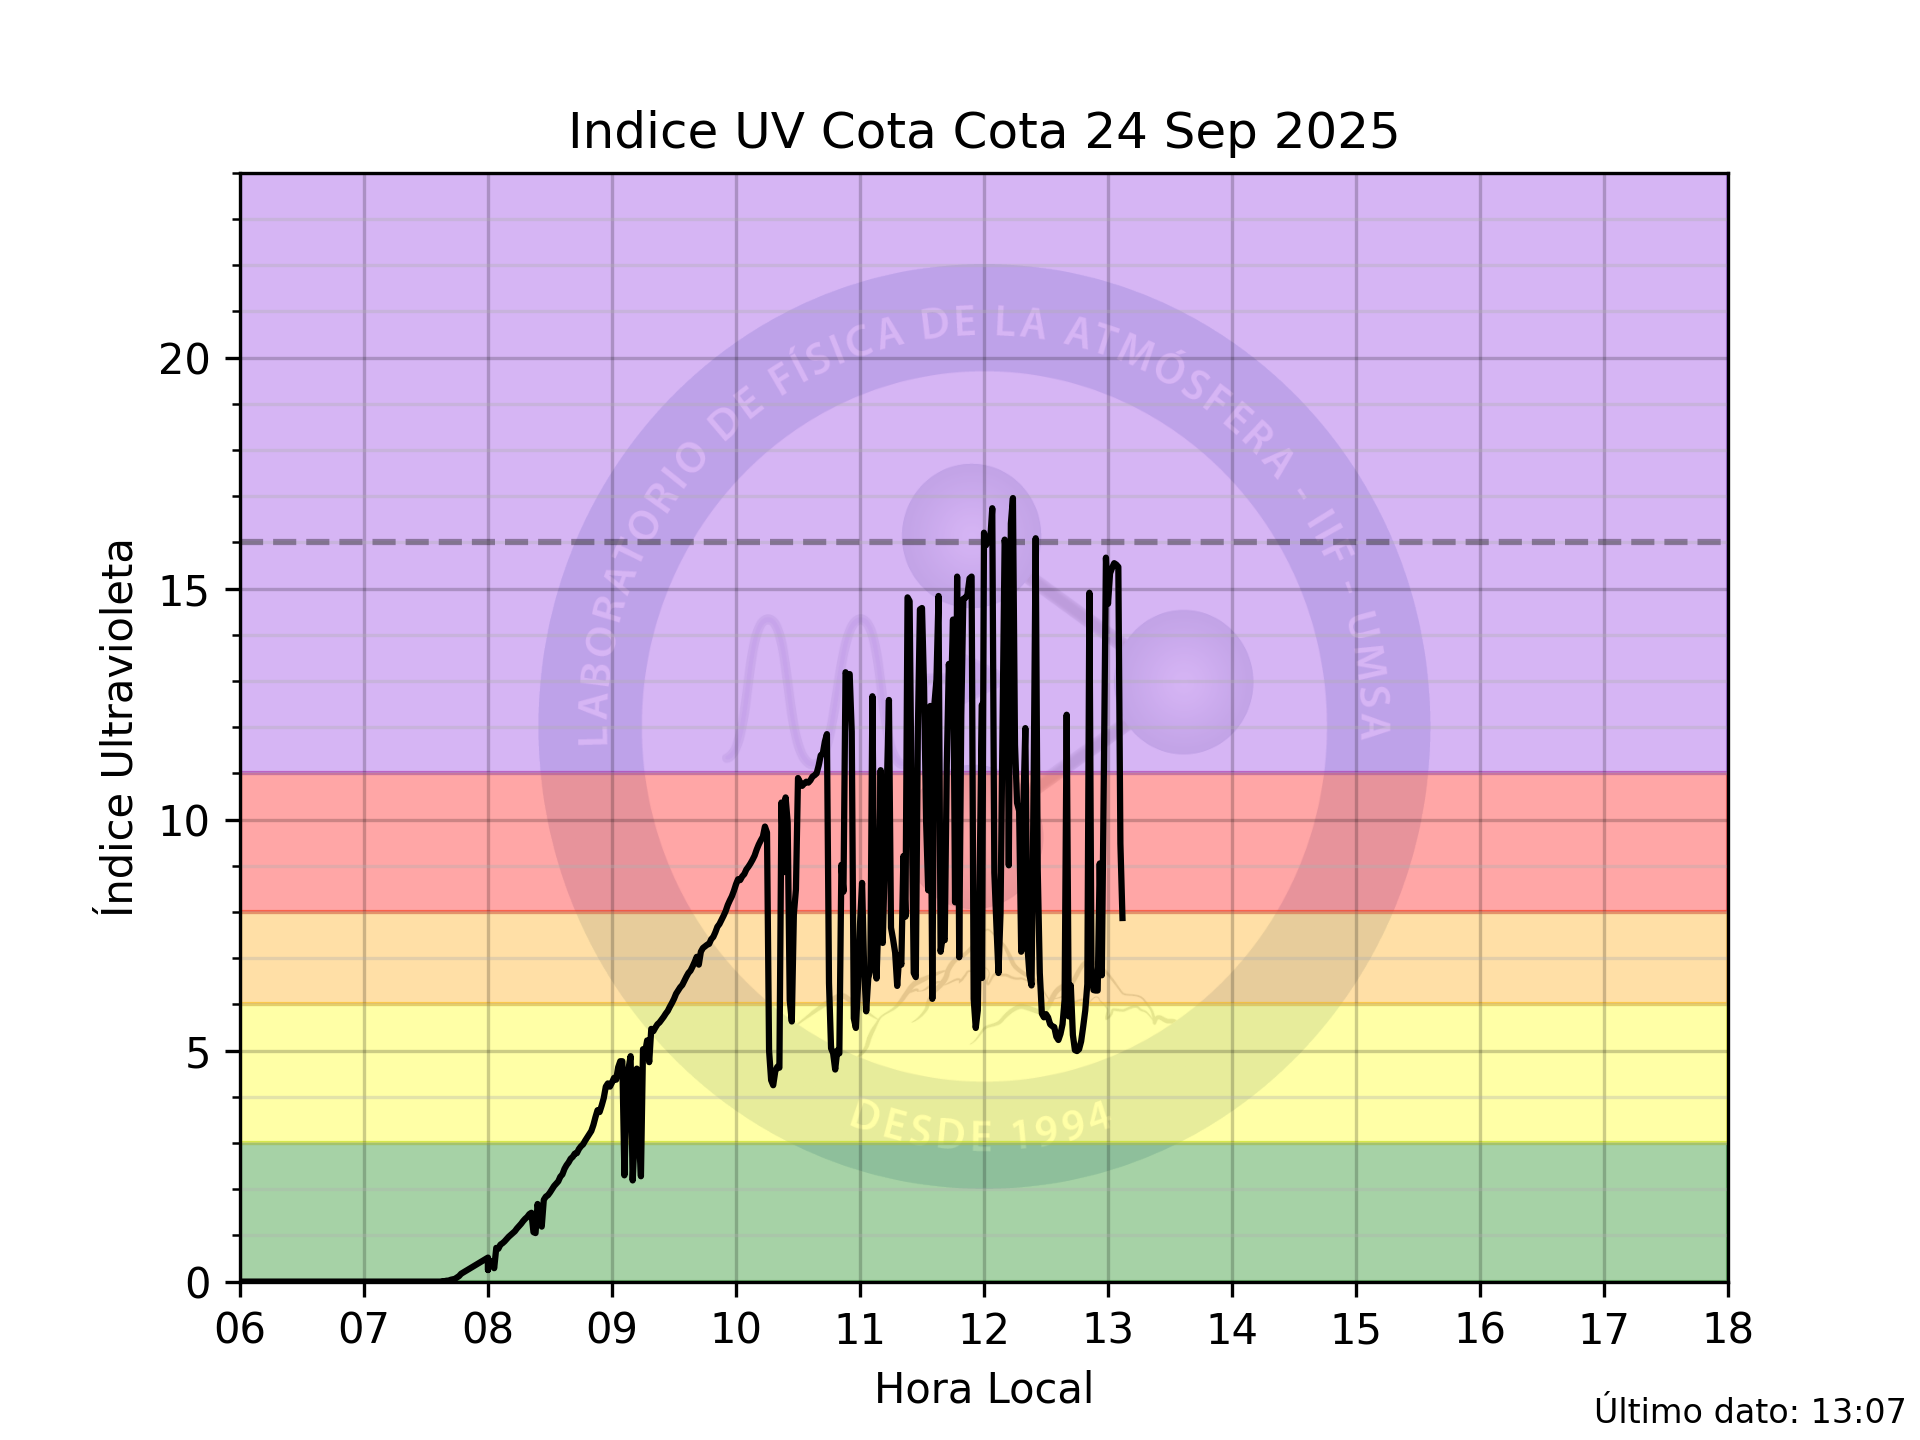 Indice UV Cota Cota 24 Sep 2025
Índice Ultravioleta
20
15
10
5
0
LABORATORIO DE FÍSICA DE LA ATMÓSFERA - IIF - UMSA
DESDE 1994
06 07 08 09 10 11 12 13 14 15 16 17 18
Hora Local
Último dato: 13:07